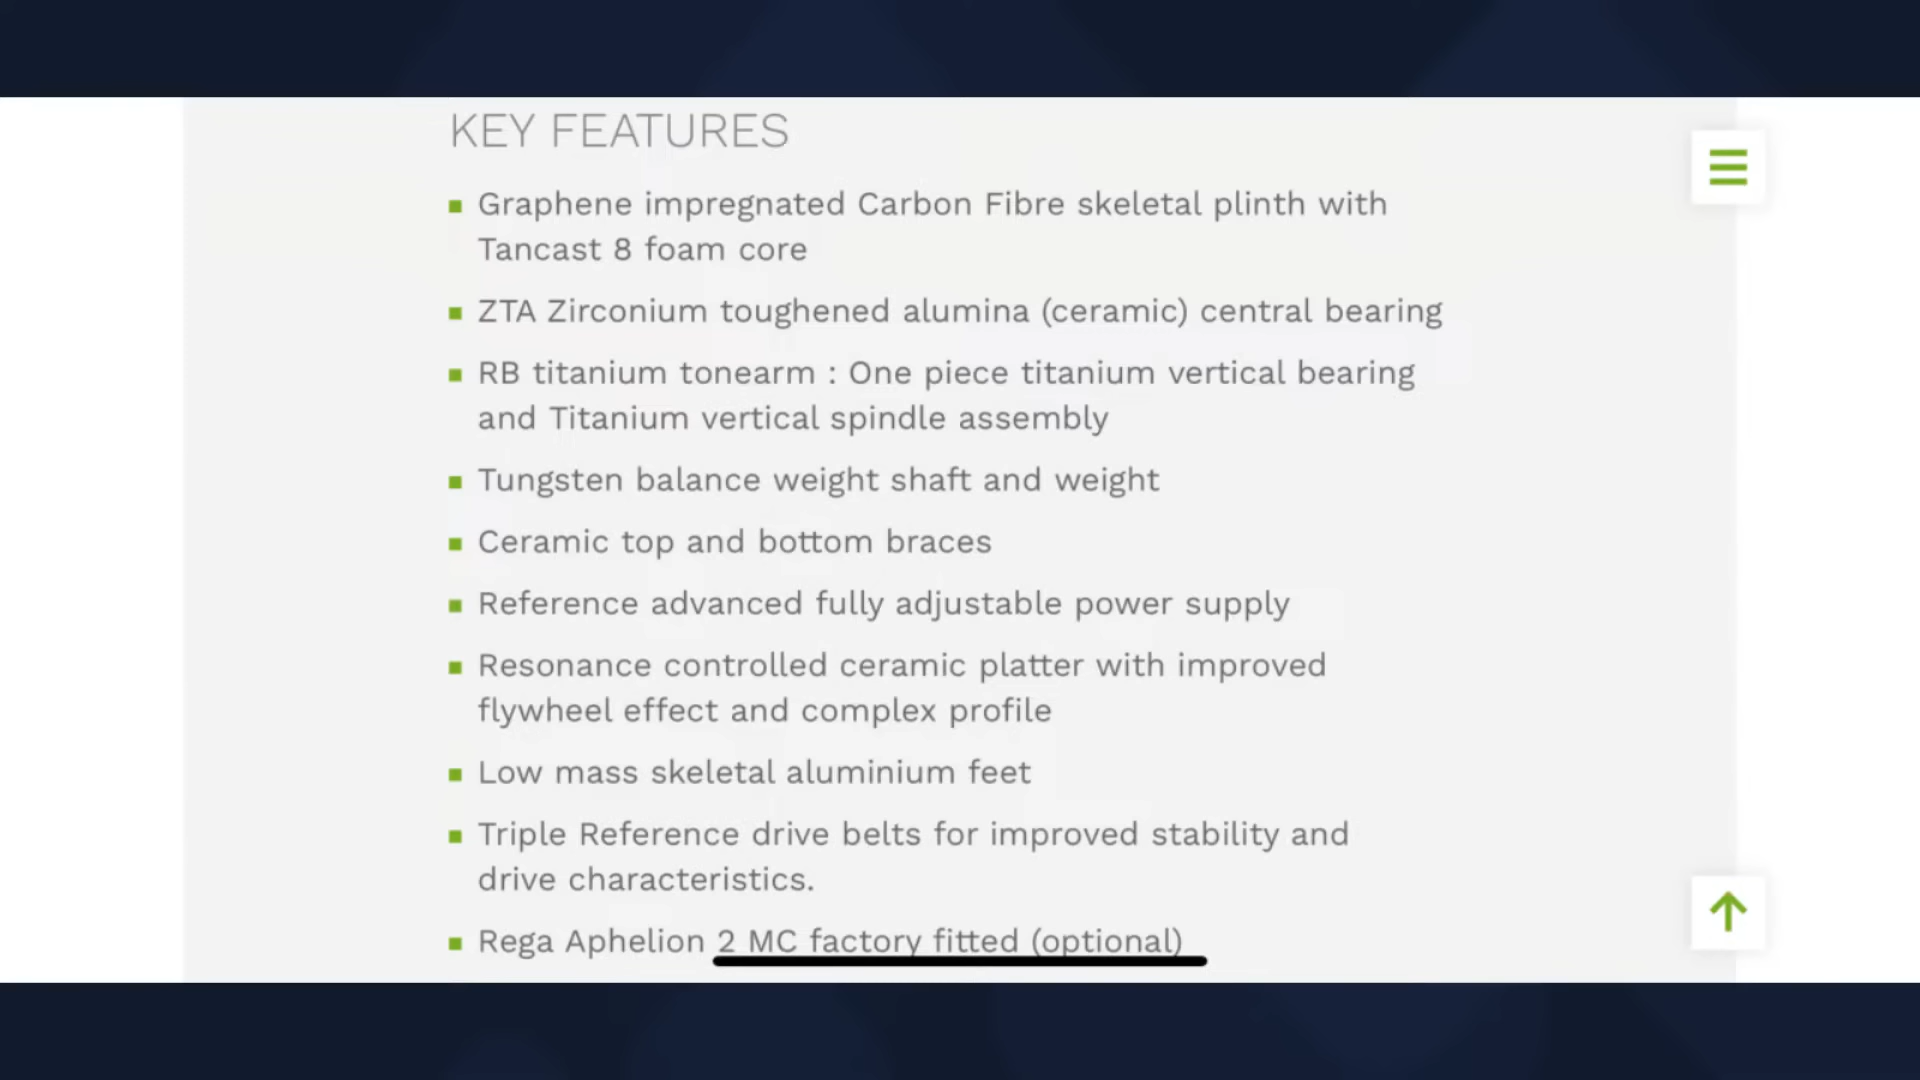 KEY FEATURES
Graphene impregnated Carbon Fibre skeletal plinth with
Tancast 8 foam core
ZTA Zirconium toughened alumina (ceramic) central bearing
RB titanium tonearm : One piece titanium vertical bearing
and Titanium vertical spindle assembly
Tungsten balance weight shaft and weight
Ceramic top and bottom braces
Reference advanced fully adjustable power supply
Resonance controlled ceramic platter with improved
flywheel effect and complex profile
Low mass skeletal aluminium feet
Triple Reference drive belts for improved stability and
drive characteristics.
Rega Aphelion 2 MC factory fitted (optional)